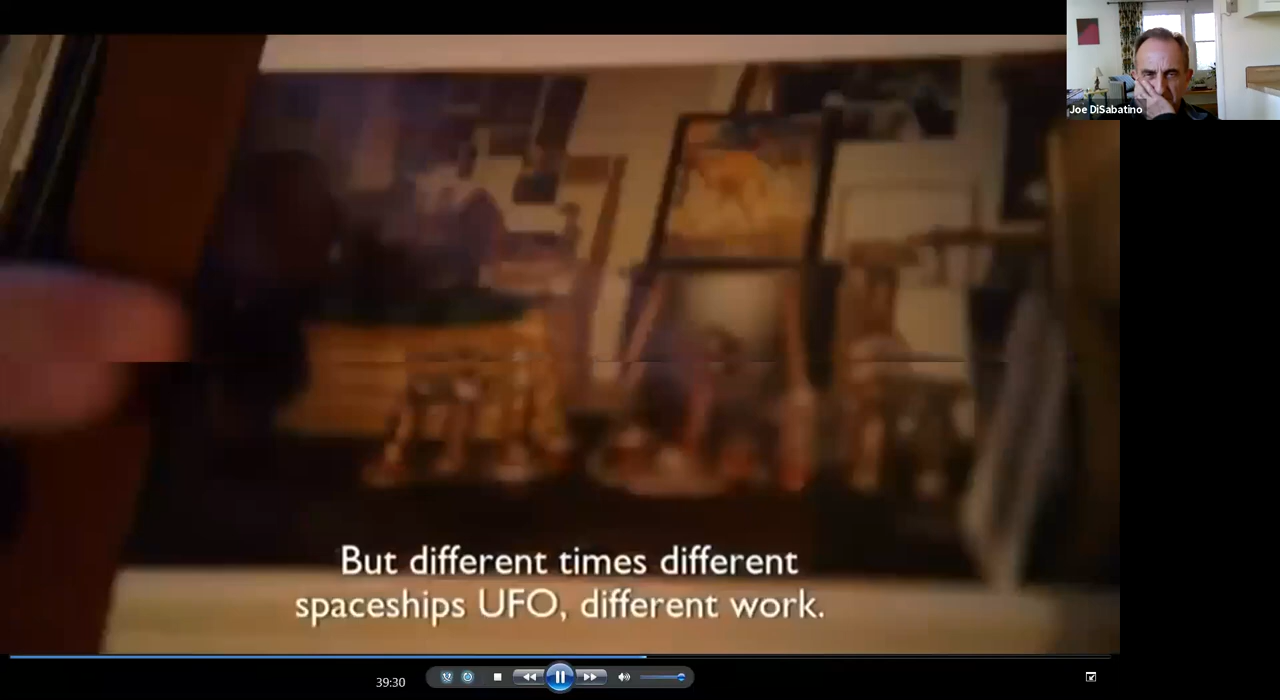 Joe DiSabatino
But different times different
spaceships UFO, different work.
39:30